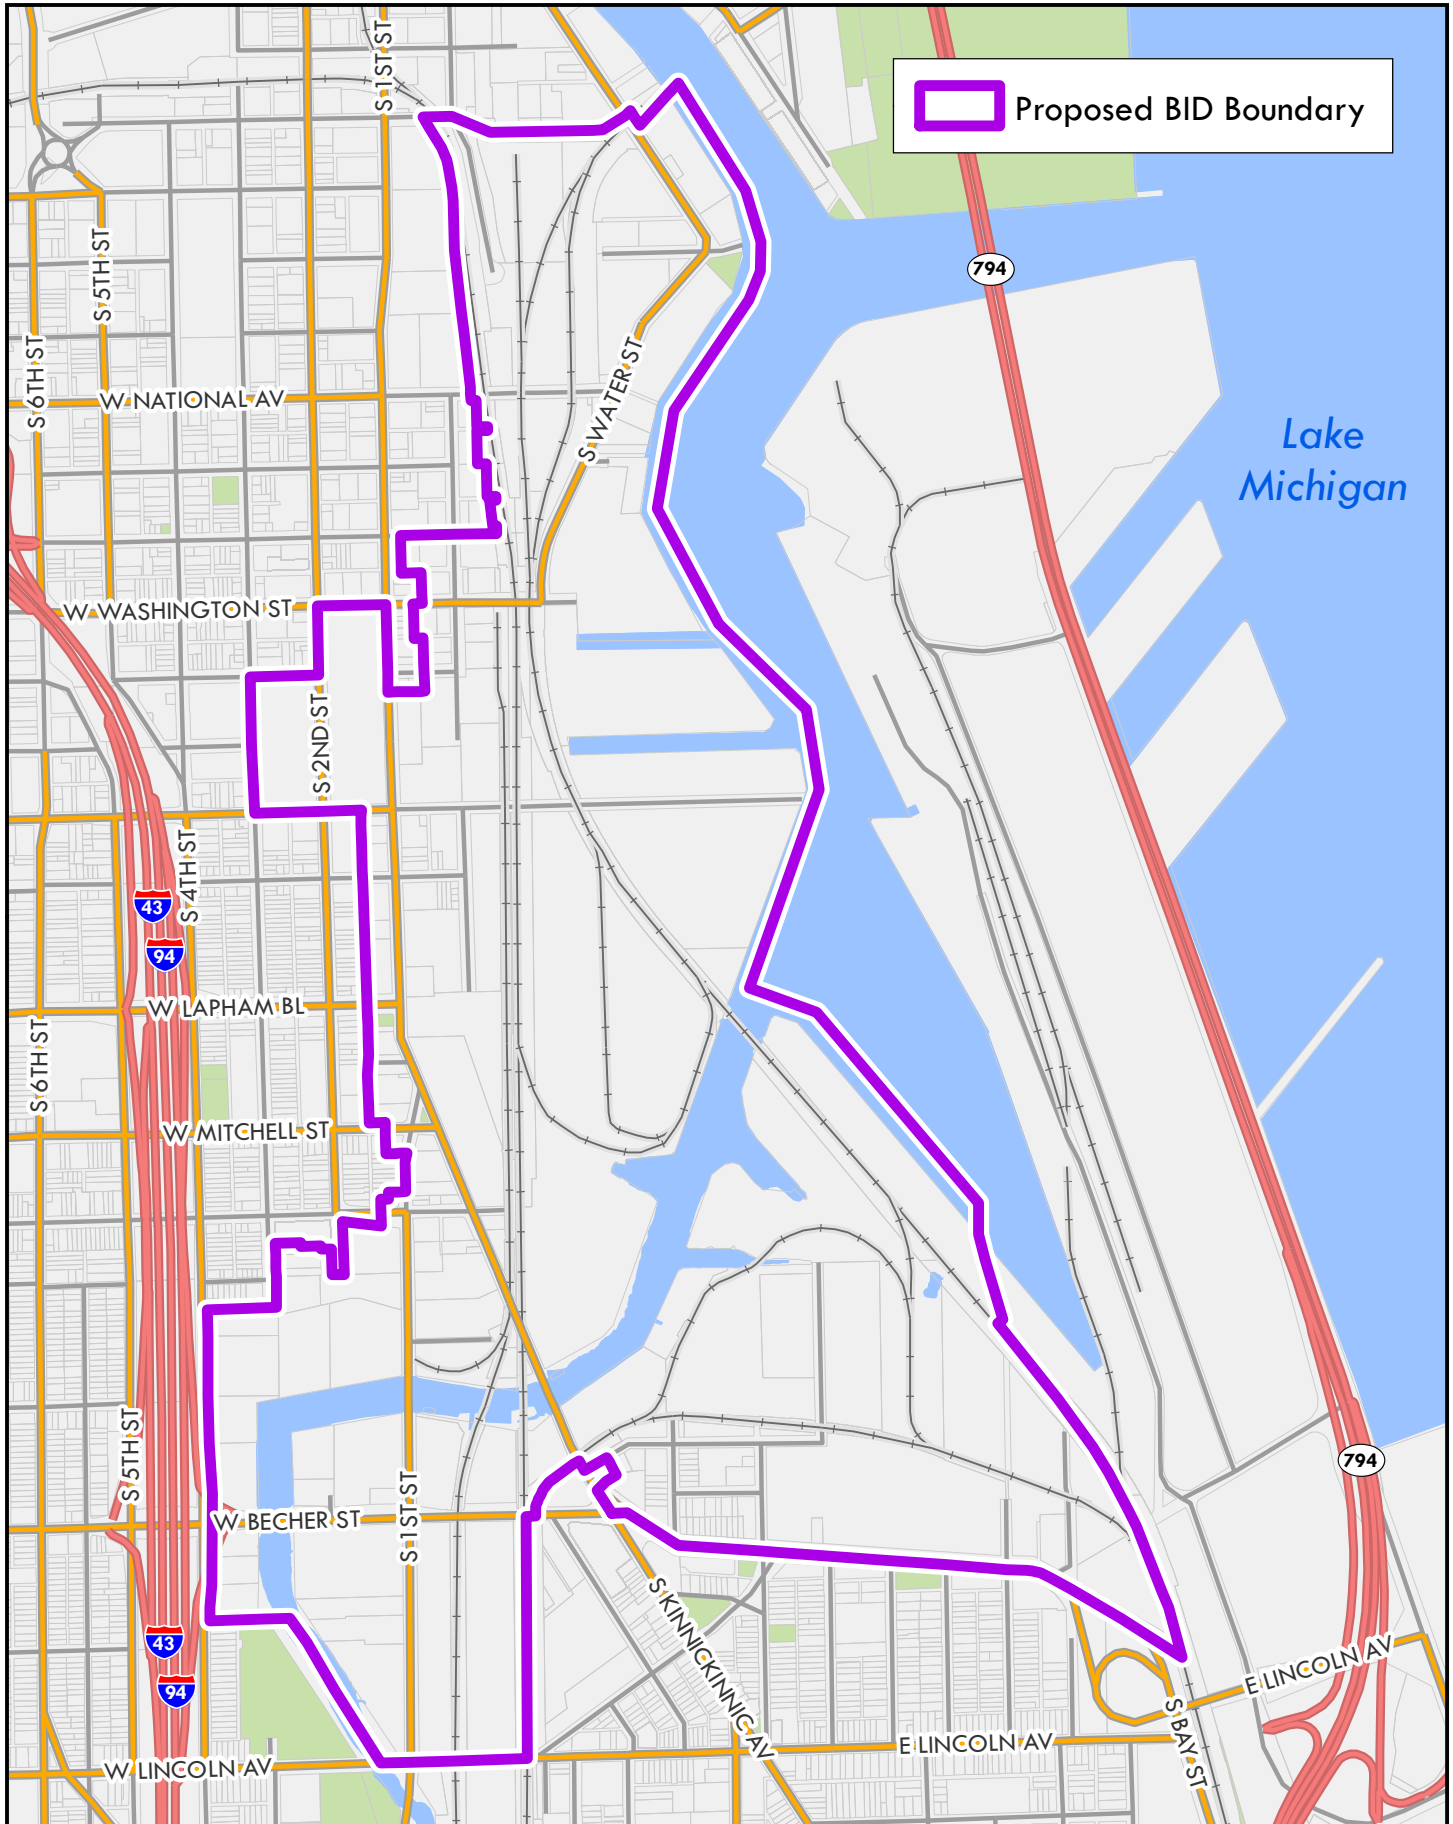 S 1ST ST
Proposed BID Boundary
S 5TH ST
794
S 6TH ST
W NATIONAL AV
S WATER ST
Lake
Michigan
W WASHINGTON ST
S 2ND ST
S 4TH ST
43
94
W LAPHAM BL
S 6TH ST
W MITCHELL ST
S 5TH ST
794
S 1ST ST
W BECHER ST
S KINNICKINNIC AV
43
94
E LINCOLN AV
S BAY ST
E LINCOLN AV
W LINCOLN AV